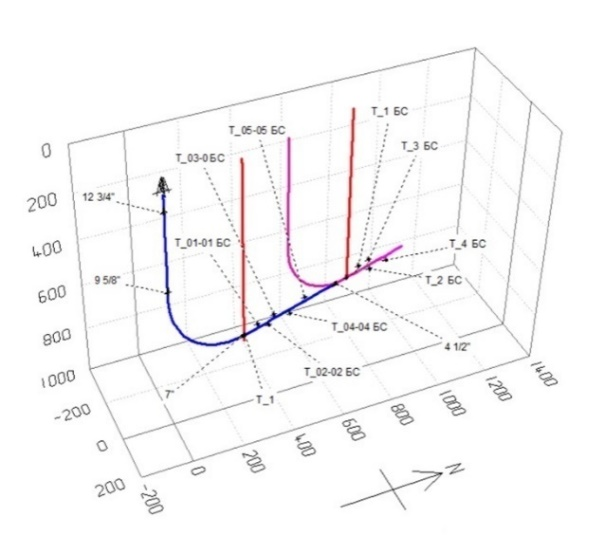 T_1 БС
T_05-05 БС
T_3 БС
T_03-0 БС
0
12 3/4"
200
T_01-01 БС
T_4 БС
400
9 5/8"
T_2 БС
600
T_04-04 БС
800
4 1/2"
1000
T_02-02 БС
7"
T_1
-200
0
200
-200
0
200
400
600
800
1000
1200
1400
N